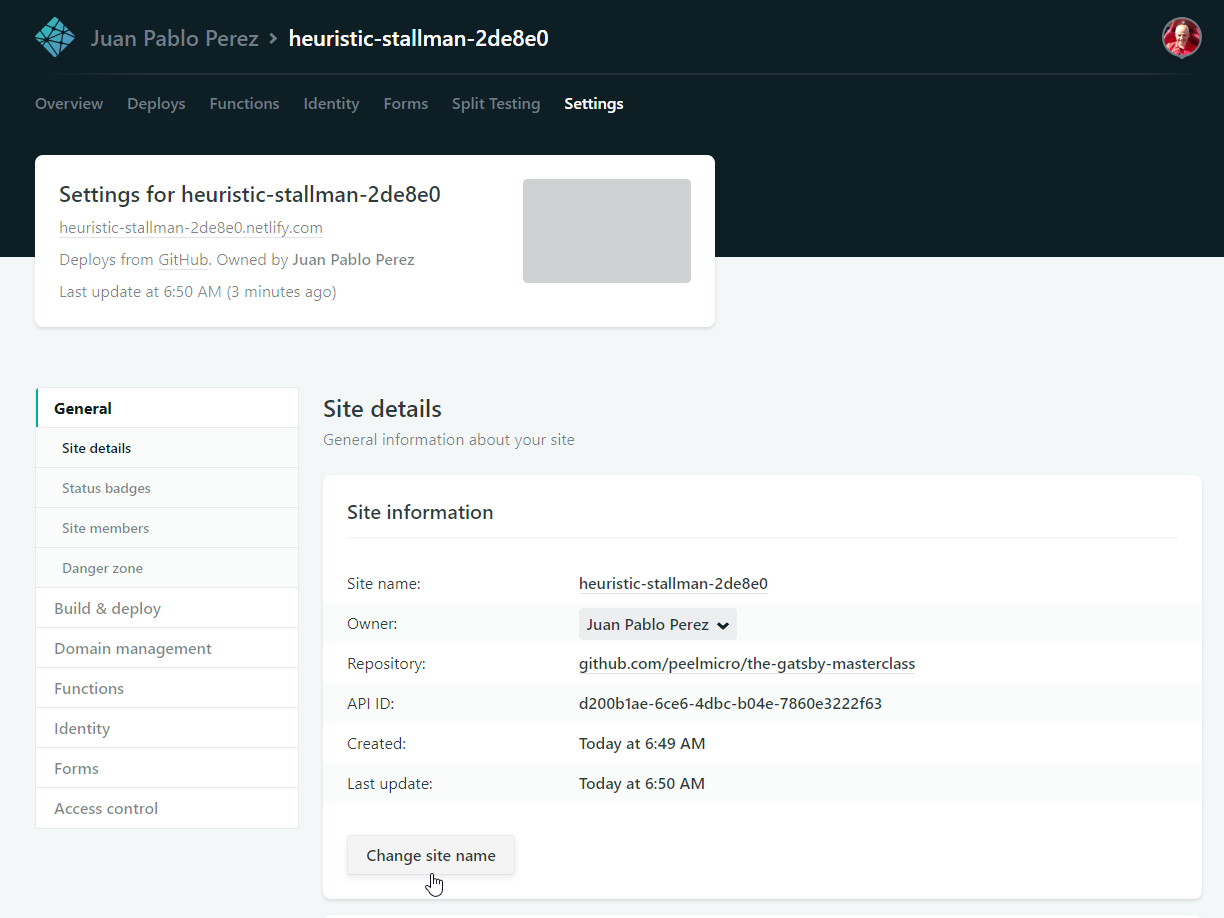 Juan Pablo Perez > heuristic-stallman-2de8e0
Overview Deploys Functions Identity Forms Split Testing Settings
Settings for heuristic-stallman-2de8e0
heuristic-stallman-2de8e0.netlify.com
Deploys from GitHub. Owned by Juan Pablo Perez
Last update at 6:50 AM (3 minutes ago)
General
Site details
Status badges
Site members
Danger zone
Build & deploy
Domain management
Functions
Identity
Forms
Access control
Site details
General information about your site
Site information
Site name: heuristic-stallman-2de8e0
Owner: Juan Pablo Perez
Repository: github.com/peelmicro/the-gatsby-masterclass
API ID: d200b1ae-6ce6-4dbc-b04e-7860e3222f63
Created: Today at 6:49 AM
Last update: Today at 6:50 AM
Change site name